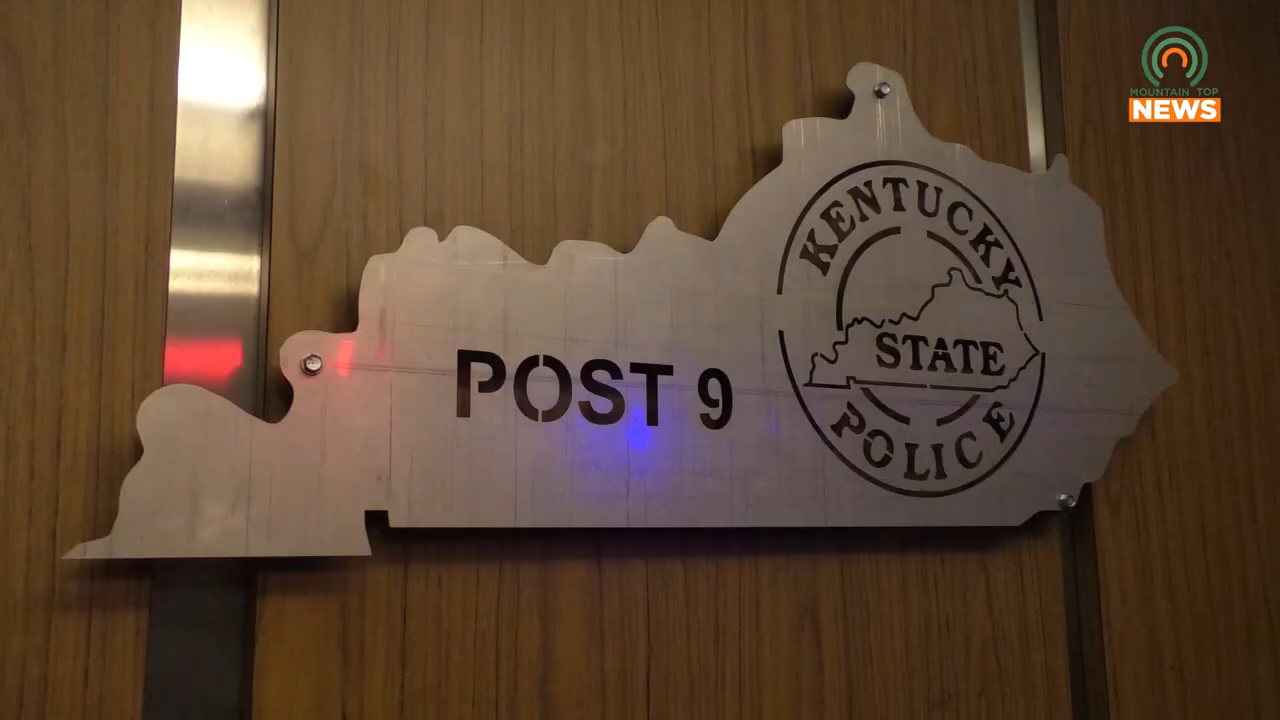 MOUNTAIN TOP
NEWS
POST 9
KENTUCKY
STATE
POLICE